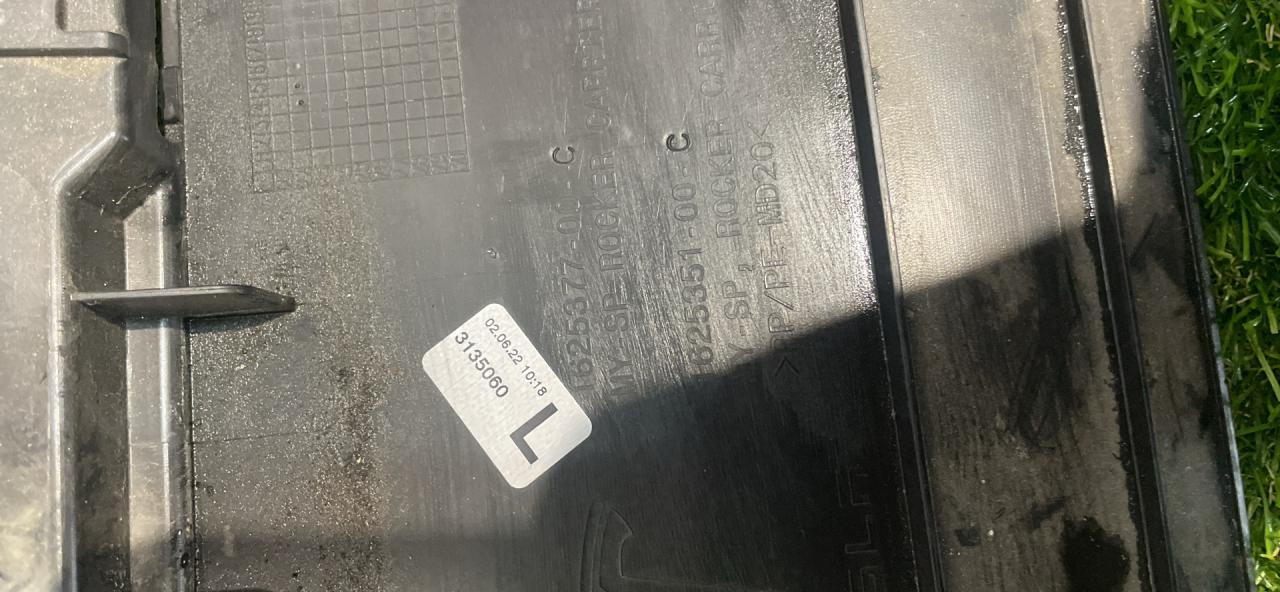 1625377-00-C
MY-SP-ROCKER CARRIER
1625351-00-C
SP ROCKER CARR
>PP/PE-MD20<
02.06.22 10:18
3135060
L